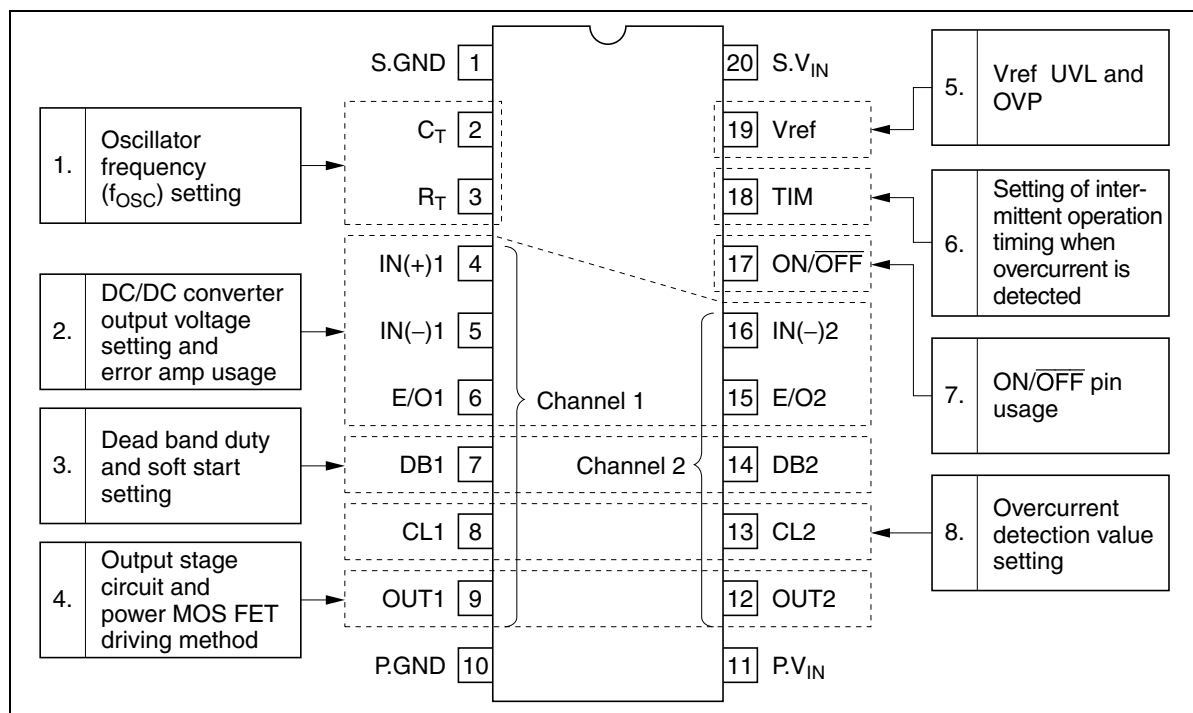 1.
Oscillator
frequency
(fOSC) setting
2.
DC/DC converter
output voltage
setting and
error amp usage
3.
Dead band duty
and soft start
setting
4.
Output stage
circuit and
power MOS FET
driving method
S.GND 1
CT 2
RT 3
IN(+)1 4
IN(−)1 5
E/O1 6
DB1 7
CL1 8
OUT1 9
P.GND 10
Channel 1
Channel 2
20 S.VIN
19 Vref
18 TIM
17 ON/O̅F̅F̅
16 IN(−)2
15 E/O2
14 DB2
13 CL2
12 OUT2
11 P.VIN
5.
Vref UVL and
OVP
6.
Setting of inter-
mittent operation
timing when
overcurrent is
detected
7.
ON/O̅F̅F̅ pin
usage
8.
Overcurrent
detection value
setting